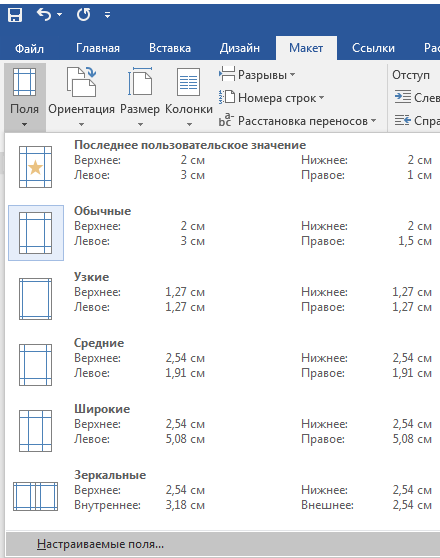 Файл Главная Вставка Дизайн Макет Ссылки Рас
Поля Ориентация Размер Колонки Разрывы Отступ
Номера строк Слев
Расстановка переносов Спра
Последнее пользовательское значение
Верхнее: 2 см Нижнее: 2 см
Левое: 3 см Правое: 1 см
Обычные
Верхнее: 2 см Нижнее: 2 см
Левое: 3 см Правое: 1,5 см
Узкие
Верхнее: 1,27 см Нижнее: 1,27 см
Левое: 1,27 см Правое: 1,27 см
Средние
Верхнее: 2,54 см Нижнее: 2,54 см
Левое: 1,91 см Правое: 1,91 см
Широкие
Верхнее: 2,54 см Нижнее: 2,54 см
Левое: 5,08 см Правое: 5,08 см
Зеркальные
Верхнее: 2,54 см Нижнее: 2,54 см
Внутреннее: 3,18 см Внешнее: 2,54 см
Настраиваемые поля...